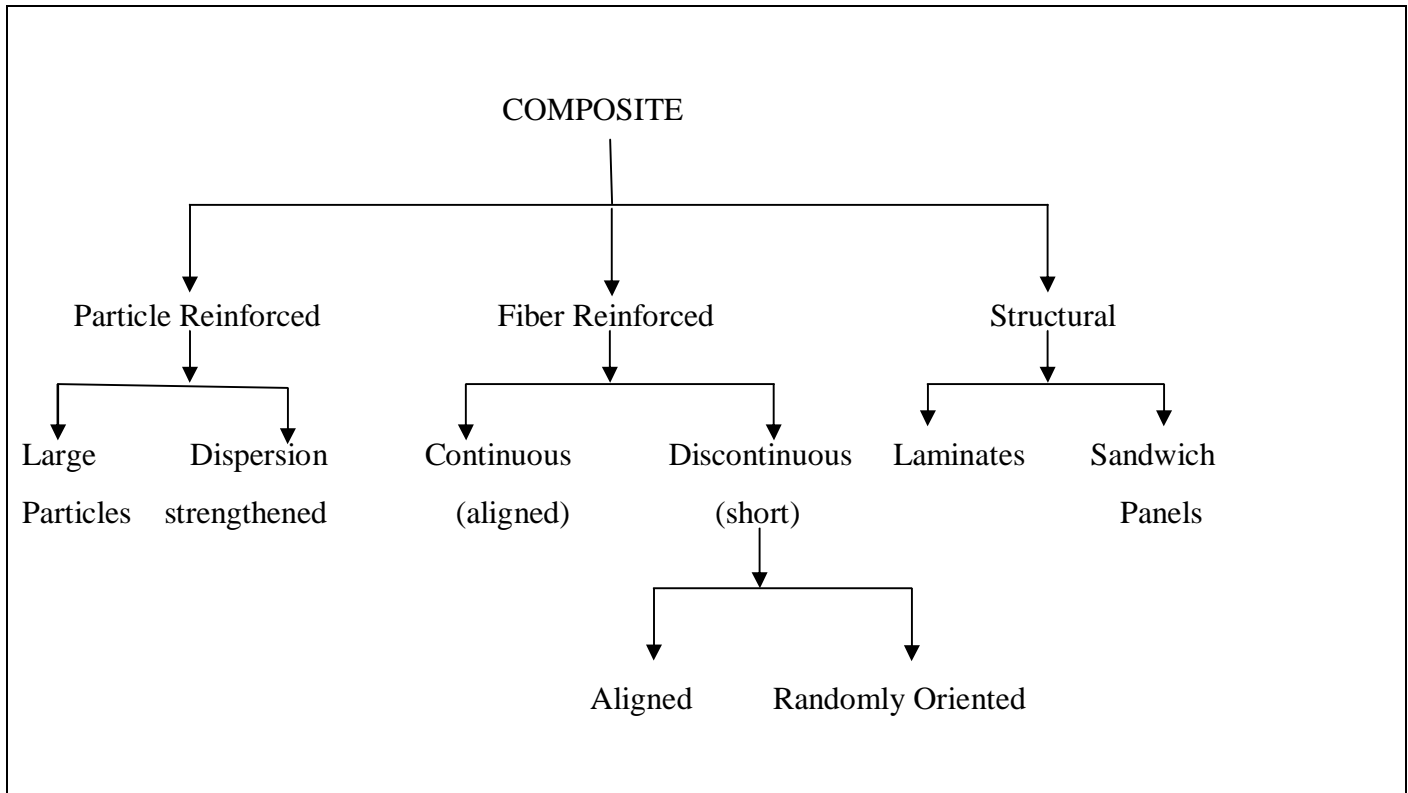 COMPOSITE
Particle Reinforced Fiber Reinforced Structural
Large Dispersion Continuous Discontinuous Laminates Sandwich
Particles strengthened (aligned) (short) Panels
Aligned Randomly Oriented